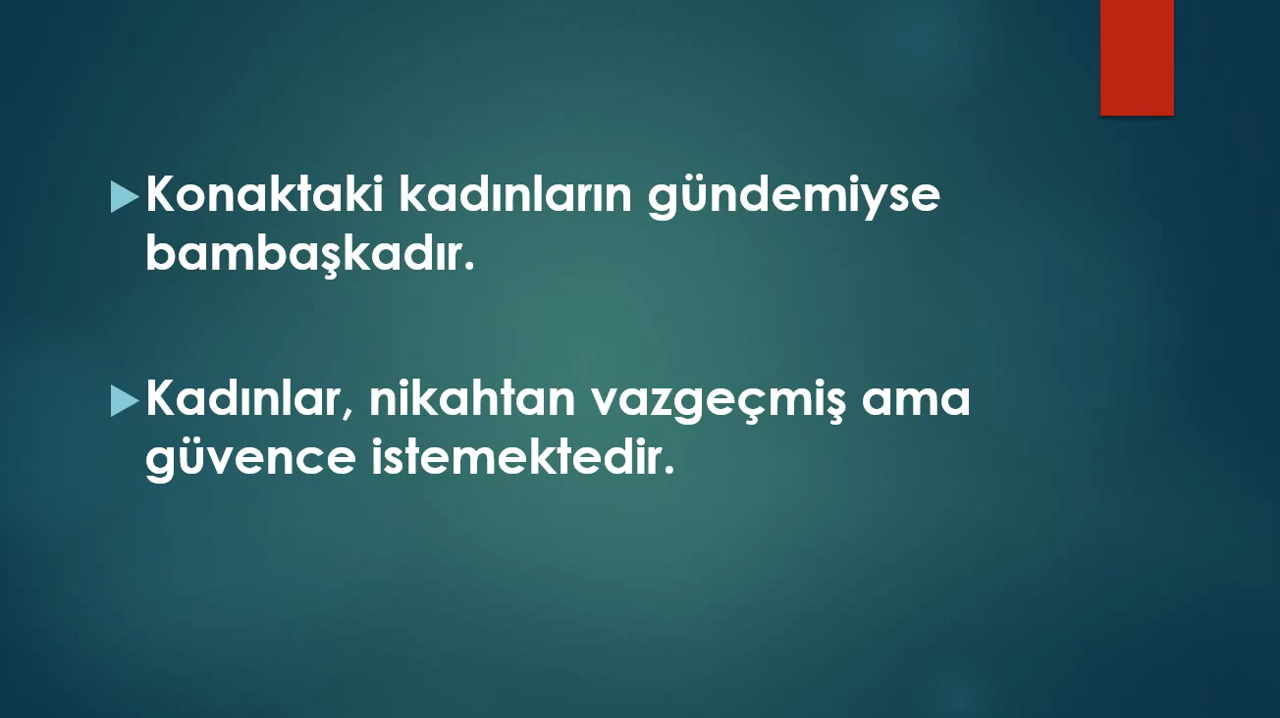 Konaktaki kadınların gündemiyse
bambaşkadır.
Kadınlar, nikahtan vazgeçmiş ama
güvence istemektedir.